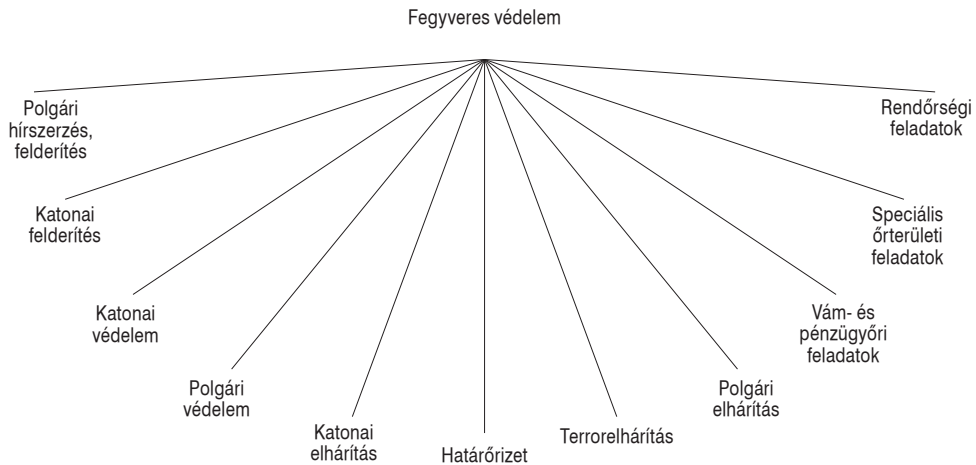 Fegyveres védelem
Polgári
hírszerzés,
felderítés
Katonai
felderítés
Katonai
védelem
Polgári
védelem
Katonai
elhárítás
Határőrizet
Terrorelhárítás
Polgári
elhárítás
Vám- és
pénzügyőri
feladatok
Speciális
őrterületi
feladatok
Rendőrségi
feladatok